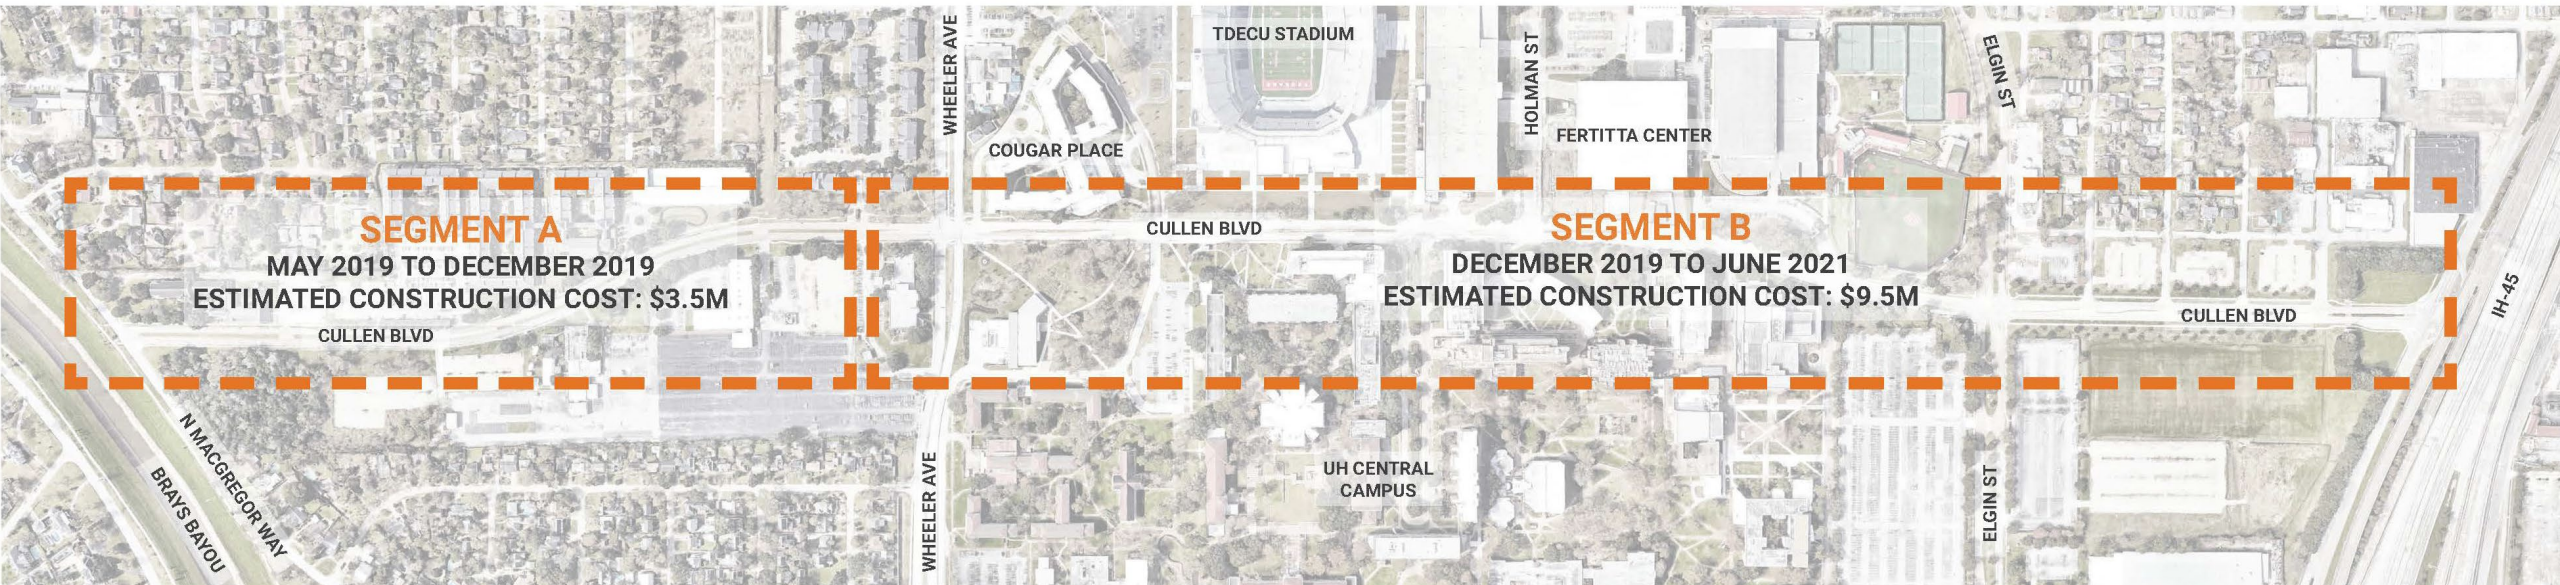 WHEELER AVE
TDECU STADIUM
HOLMAN ST
ELGIN ST
FERTITTA CENTER
COUGAR PLACE
SEGMENT A
MAY 2019 TO DECEMBER 2019
ESTIMATED CONSTRUCTION COST: $3.5M
CULLEN BLVD
CULLEN BLVD
SEGMENT B
DECEMBER 2019 TO JUNE 2021
ESTIMATED CONSTRUCTION COST: $9.5M
CULLEN BLVD
IH-45
N MACGREGOR WAY
BRAYS BAYOU
WHEELER AVE
UH CENTRAL
CAMPUS
ELGIN ST